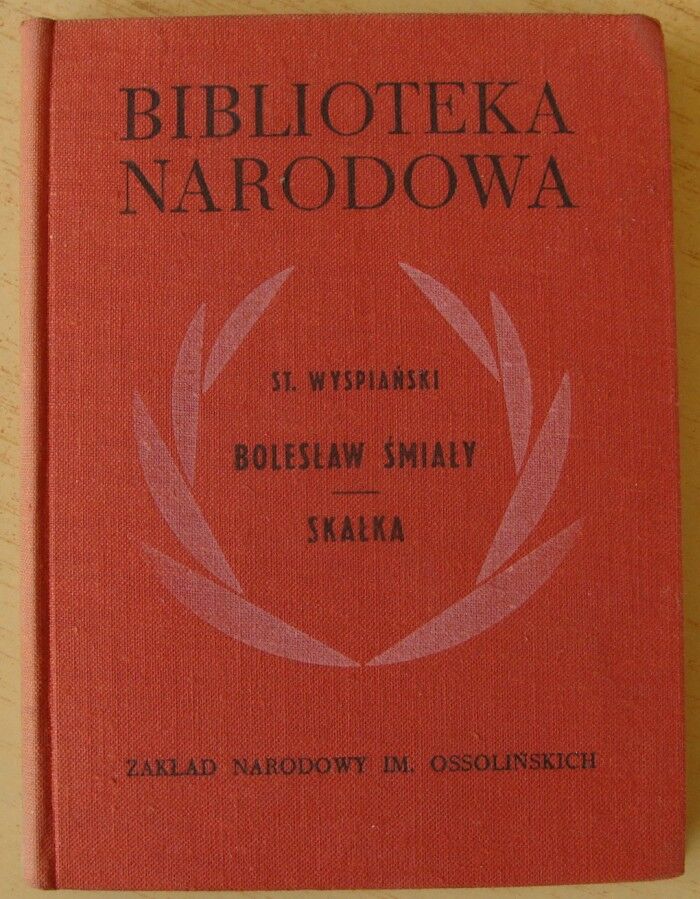 BIBLIOTEKA
NARODOWA
ST. WYSPIAŃSKI
BOLESŁAW ŚMIAŁY
SKAŁKA
ZAKŁAD NARODOWY IM. OSSOLIŃSKICH